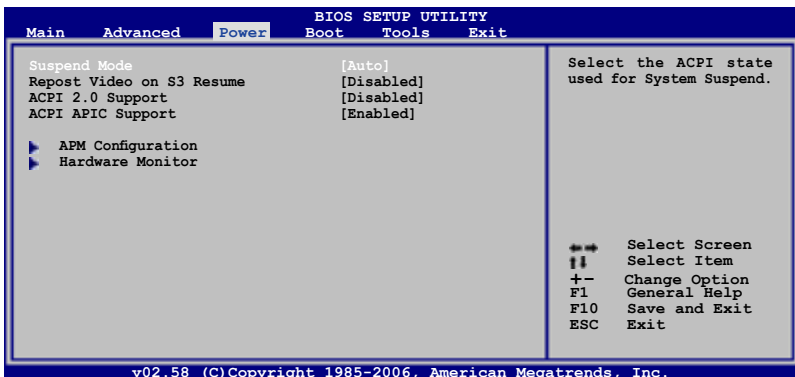 BIOS SETUP UTILITY
Main Advanced Power Boot Tools Exit
Suspend Mode [Auto]
Repost Video on S3 Resume [Disabled]
ACPI 2.0 Support [Disabled]
ACPI APIC Support [Enabled]
APM Configuration
Hardware Monitor
Select the ACPI state
used for System Suspend.
Select Screen
Select Item
+- Change Option
F1 General Help
F10 Save and Exit
ESC Exit
v02.58 (C)Copyright 1985-2006, American Megatrends, Inc.